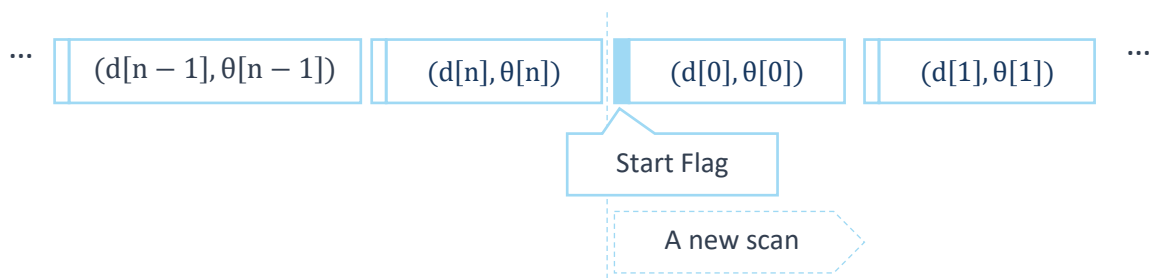 ... (d[n − 1], θ[n − 1]) (d[n], θ[n]) (d[0], θ[0]) (d[1], θ[1]) ...
Start Flag
A new scan